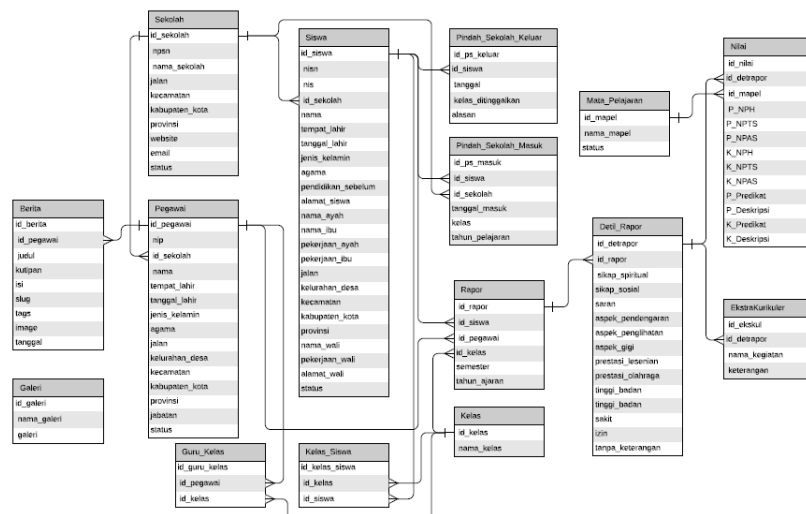 Sekolah
id_sekolah
npsn
nama_sekolah
jalan
kecamatan
kabupaten_kota
provinsi
website
email
status
Siswa
id_siswa
nisn
nis
id_sekolah
nama
tempat_lahir
tanggal_lahir
jenis_kelamin
agama
pendidikan_sebelum
alamat_siswa
nama_ayah
nama_ibu
pekerjaan_ayah
pekerjaan_ibu
jalan
kelurahan_desa
kecamatan
kabupaten_kota
provinsi
nama_wali
pekerjaan_wali
alamat_wali
status
Pindah_Sekolah_Keluar
id_ps_keluar
id_siswa
tanggal
kelas_ditinggalkan
alasan
Pindah_Sekolah_Masuk
id_ps_masuk
id_siswa
id_sekolah
tanggal_masuk
kelas
tahun_pelajaran
Mata_Pelajaran
id_mapel
nama_mapel
status
Nilai
id_nilai
id_detrapor
id_mapel
P_NPH
P_NPTS
P_NPAS
K_NPH
K_NPTS
K_NPAS
P_Predikat
P_Deskripsi
K_Predikat
K_Deskripsi
Berita
id_berita
id_pegawai
judul
kutipan
isi
slug
tags
image
tanggal
Pegawai
id_pegawai
nip
id_sekolah
nama
tempat_lahir
tanggal_lahir
jenis_kelamin
agama
jalan
kelurahan_desa
kecamatan
kabupaten_kota
provinsi
jabatan
status
Rapor
id_rapor
id_siswa
id_pegawai
id_kelas
semester
tahun_ajaran
Detil_Rapor
id_detrapor
id_rapor
sikap_spiritual
sikap_sosial
saran
aspek_pendengaran
aspek_penglihatan
aspek_gigi
prestasi_lesenian
prestasi_olahraga
tinggi_badan
tinggi_badan
sakit
izin
tanpa_keterangan
EkstraKurikuler
id_ekskul
id_detrapor
nama_kegiatan
keterangan
Galeri
id_galeri
nama_galeri
galeri
Guru_Kelas
id_guru_kelas
id_pegawai
id_kelas
Kelas_Siswa
id_kelas_siswa
id_kelas
id_siswa
Kelas
id_kelas
nama_kelas